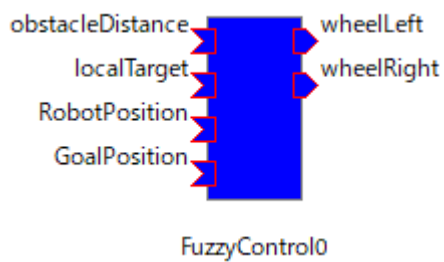 obstacleDistance
wheelLeft
localTarget
wheelRight
RobotPosition
GoalPosition
FuzzyControl0